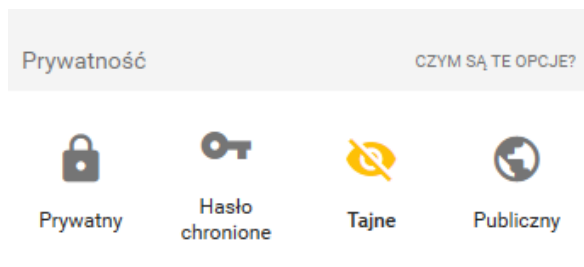 Prywatność CZYM SĄ TE OPCJE?
Prywatny
Hasło
chronione
Tajne
Publiczny